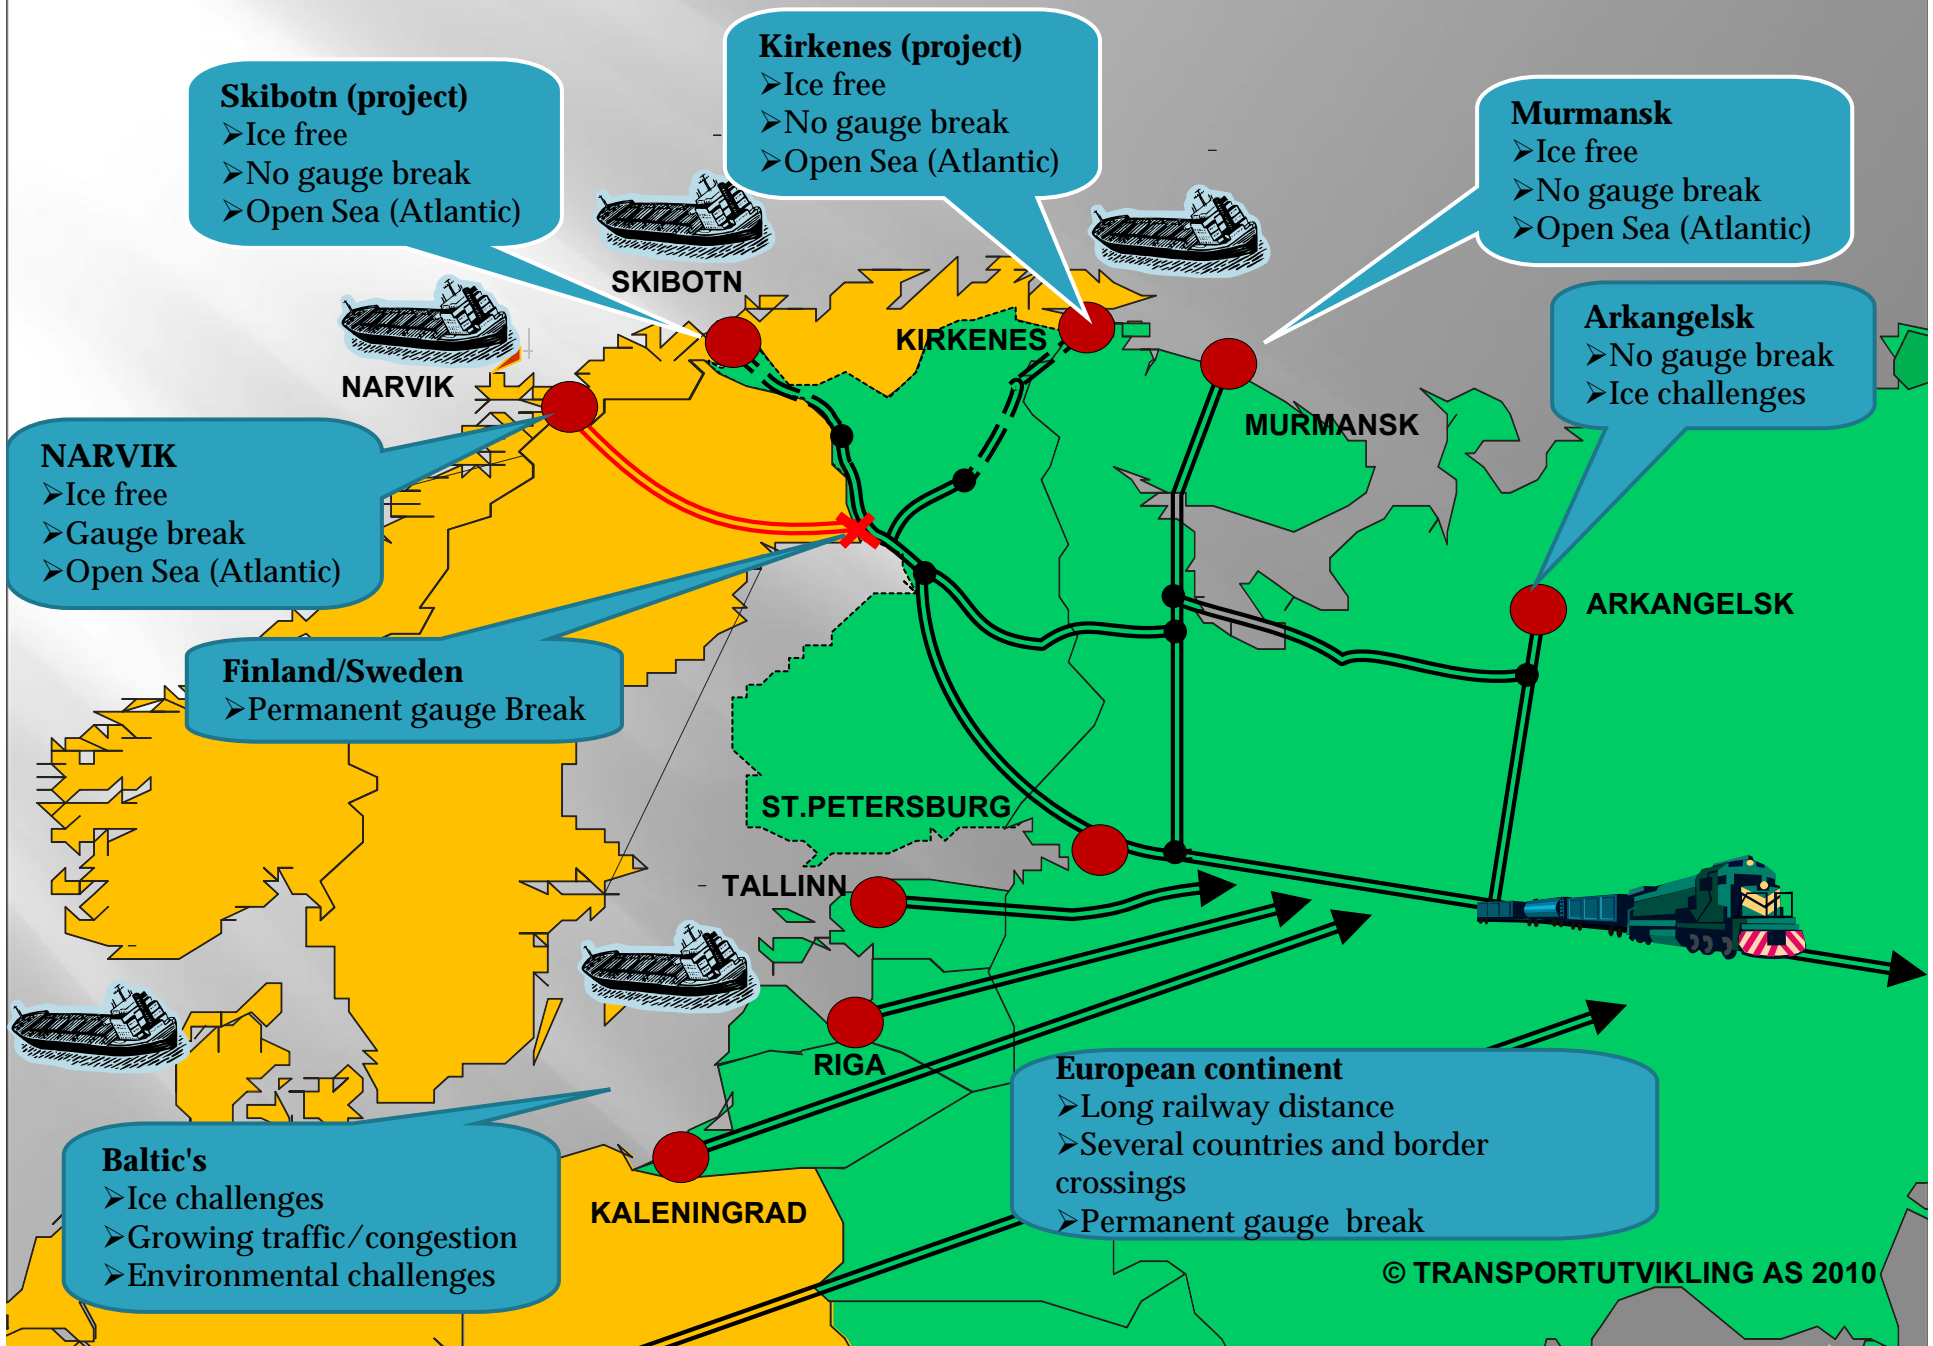 Kirkenes (project)
➢Ice free
➢No gauge break
➢Open Sea (Atlantic)
Skibotn (project)
➢Ice free
➢No gauge break
➢Open Sea (Atlantic)
Murmansk
➢Ice free
➢No gauge break
➢Open Sea (Atlantic)
SKIBOTN
NARVIK
KIRKENES
MURMANSK
Arkangelsk
➢No gauge break
➢Ice challenges
NARVIK
➢Ice free
➢Gauge break
➢Open Sea (Atlantic)
ARKANGELSK
Finland/Sweden
➢Permanent gauge Break
ST.PETERSBURG
TALLINN
RIGA
European continent
➢Long railway distance
➢Several countries and border
crossings
➢Permanent gauge  break
Baltic's
➢Ice challenges
➢Growing traffic/congestion
➢Environmental challenges
KALENINGRAD
© TRANSPORTUTVIKLING AS 2010